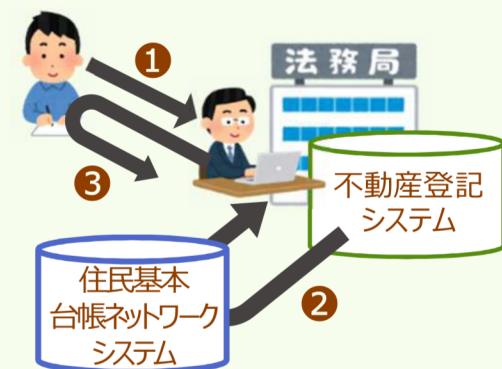 ❶
法務局
❸
不動産登記
システム
住民基本
台帳ネットワーク
システム
❷